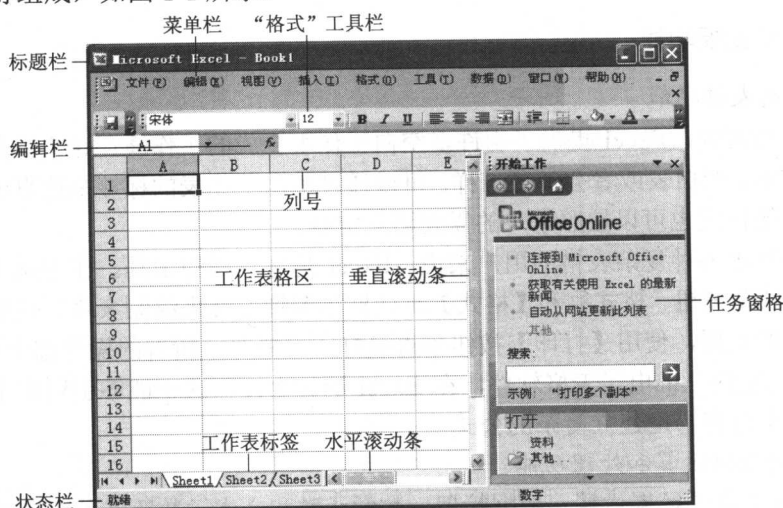 菜单栏 “格式”工具栏
标题栏
Microsoft Excel - Book1
文件(F) 编辑(E) 视图(V) 插入(I) 格式(O) 工具(T) 数据(D) 窗口(W) 帮助(H)
宋体 12 B I U A
编辑栏
A1 fx
A B C D E
开始工作
1
2 列号
3
Microsoft
Office Online
4
5
连接到 Microsoft Office
Online
6 工作表格区 垂直滚动条
获取有关使用 Excel 的最新
新闻
7
自动从网站更新此列表
任务窗格
8
其他
9
10
搜索:
11
12
示例: “打印多个副本”
13
14
打开
15 工作表标签 水平滚动条
资料
16
其他
Sheet1 Sheet2 Sheet3
状态栏
就绪 数字